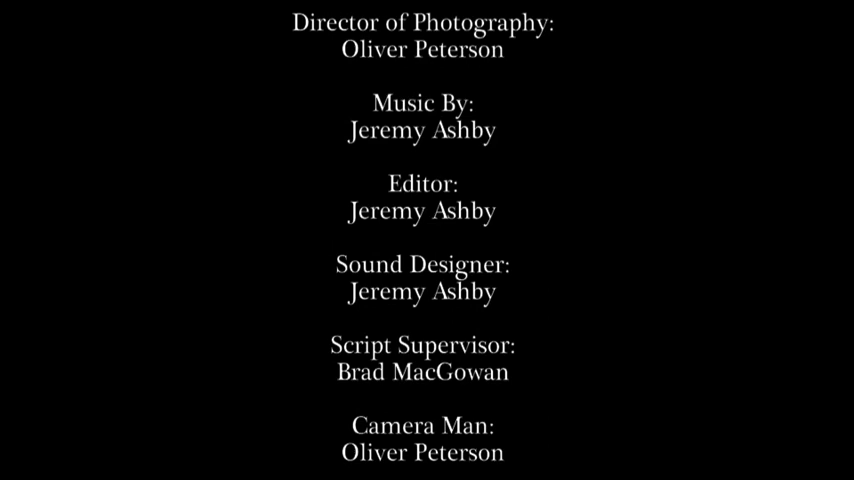 Director of Photography:
Oliver Peterson
Music By:
Jeremy Ashby
Editor:
Jeremy Ashby
Sound Designer:
Jeremy Ashby
Script Supervisor:
Brad MacGowan
Camera Man:
Oliver Peterson